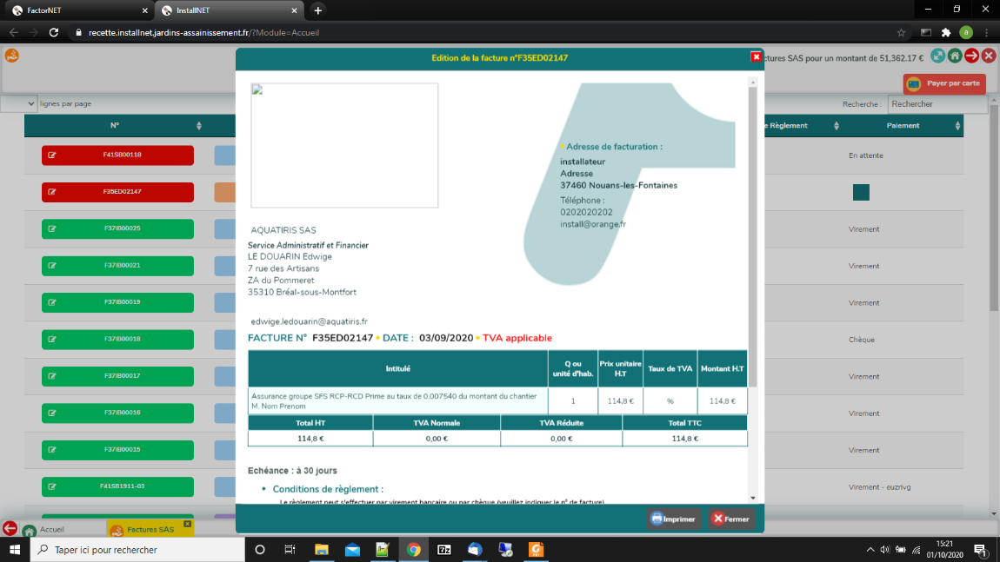 FactorNET
InstallNET
recette.installnet.jardins-assainissement.fr/?Module=Accueil
a
Edition de la facture n°F35ED02147
ctures SAS pour un montant de 51,362.17 €
Payer par carte
lignes par page
Recherche :
Rechercher
N°
e Règlement
Paiement
F41SB00118
En attente
F35ED02147
F37IB00025
Virement
F37IB00021
Virement
F37IB00019
Virement
F37IB00018
Chèque
F37IB00017
Virement
F37IB00016
Virement
F37IB00015
Virement
F41SB1911-03
Virement - euzrivg
Adresse de facturation :
installateur
Adresse
37460 Nouans-les-Fontaines
Téléphone :
0202020202
install@orange.fr
AQUATIRIS SAS
Service Administratif et Financier
LE DOUARIN Edwige
7 rue des Artisans
ZA du Pommeret
35310 Bréal-sous-Montfort
edwige.ledouarin@aquatiris.fr
FACTURE N° F35ED02147 • DATE : 03/09/2020 • TVA applicable
Intitulé
Q ou unité d'hab.
Prix unitaire H.T
Taux de TVA
Montant H.T
Assurance groupe SFS RCP-RCD Prime au taux de 0.007540 du montant du chantier
M. Nom Prenom
1
114,8 €
%
114,8 €
Total HT
TVA Normale
TVA Réduite
Total TTC
114,8 €
0,00 €
0,00 €
114,8 €
Echéance : à 30 jours
• Conditions de règlement :
Le règlement peut s'effectuer par virement bancaire ou par chèque (veuillez indiquer le n° de facture)
Imprimer
Fermer
Accueil
Factures SAS
Taper ici pour rechercher
15:21
01/10/2020
1